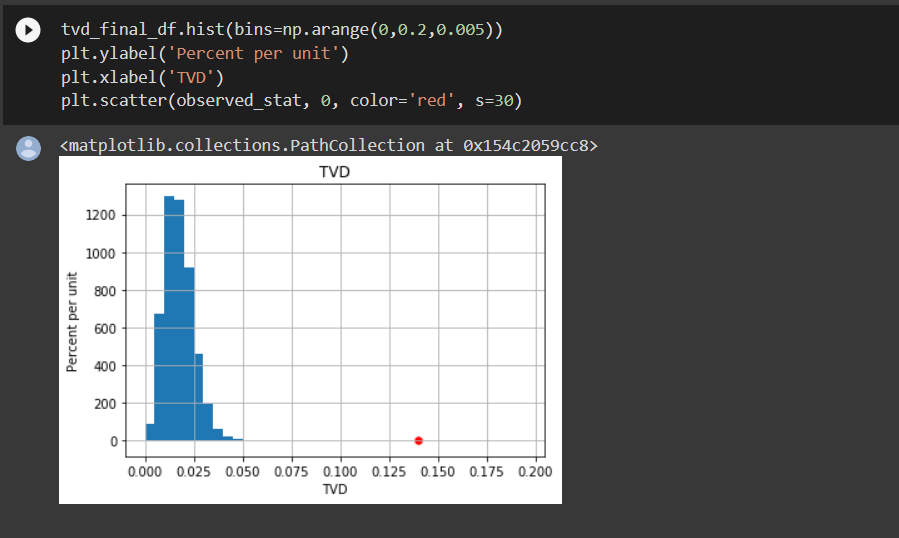 tvd_final_df.hist(bins=np.arange(0,0.2,0.005))
plt.ylabel('Percent per unit')
plt.xlabel('TVD')
plt.scatter(observed_stat, 0, color='red', s=30)
<matplotlib.collections.PathCollection at 0x154c2059cc8>
TVD
1200
1000
800
600
400
200
0
Percent per unit
0.000 0.025 0.050 0.075 0.100 0.125 0.150 0.175 0.200
TVD